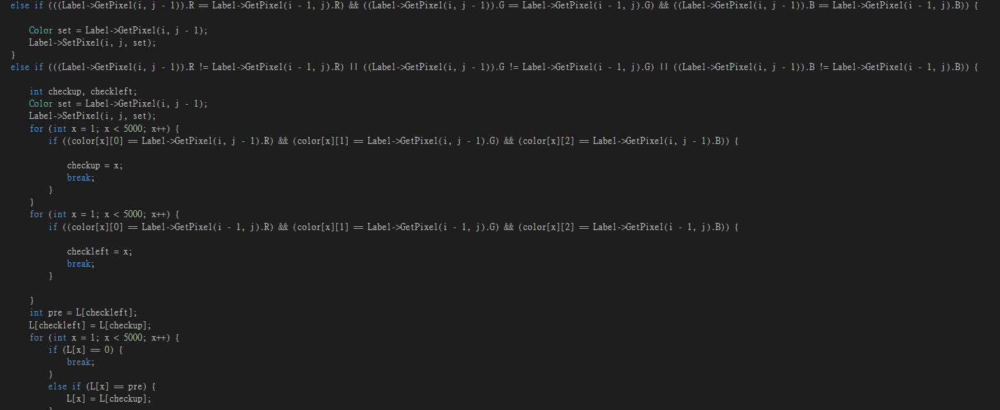 else if (((Label->GetPixel(i, j - 1)).R == Label->GetPixel(i - 1, j).R) && ((Label->GetPixel(i, j - 1)).G == Label->GetPixel(i - 1, j).G) && ((Label->GetPixel(i, j - 1)).B == Label->GetPixel(i - 1, j).B)) {
Color set = Label->GetPixel(i, j - 1);
Label->SetPixel(i, j, set);
}
else if (((Label->GetPixel(i, j - 1)).R != Label->GetPixel(i - 1, j).R) || ((Label->GetPixel(i, j - 1)).G != Label->GetPixel(i - 1, j).G) || ((Label->GetPixel(i, j - 1)).B != Label->GetPixel(i - 1, j).B)) {
int checkup, checkleft;
Color set = Label->GetPixel(i, j - 1);
Label->SetPixel(i, j, set);
for (int x = 1; x < 5000; x++) {
if ((color[x][0] == Label->GetPixel(i, j - 1).R) && (color[x][1] == Label->GetPixel(i, j - 1).G) && (color[x][2] == Label->GetPixel(i, j - 1).B)) {
checkup = x;
break;
}
}
for (int x = 1; x < 5000; x++) {
if ((color[x][0] == Label->GetPixel(i - 1, j).R) && (color[x][1] == Label->GetPixel(i - 1, j).G) && (color[x][2] == Label->GetPixel(i - 1, j).B)) {
checkleft = x;
break;
}
}
int pre = L[checkleft];
L[checkleft] = L[checkup];
for (int x = 1; x < 5000; x++) {
if (L[x] == 0) {
break;
}
else if (L[x] == pre) {
L[x] = L[checkup];
}